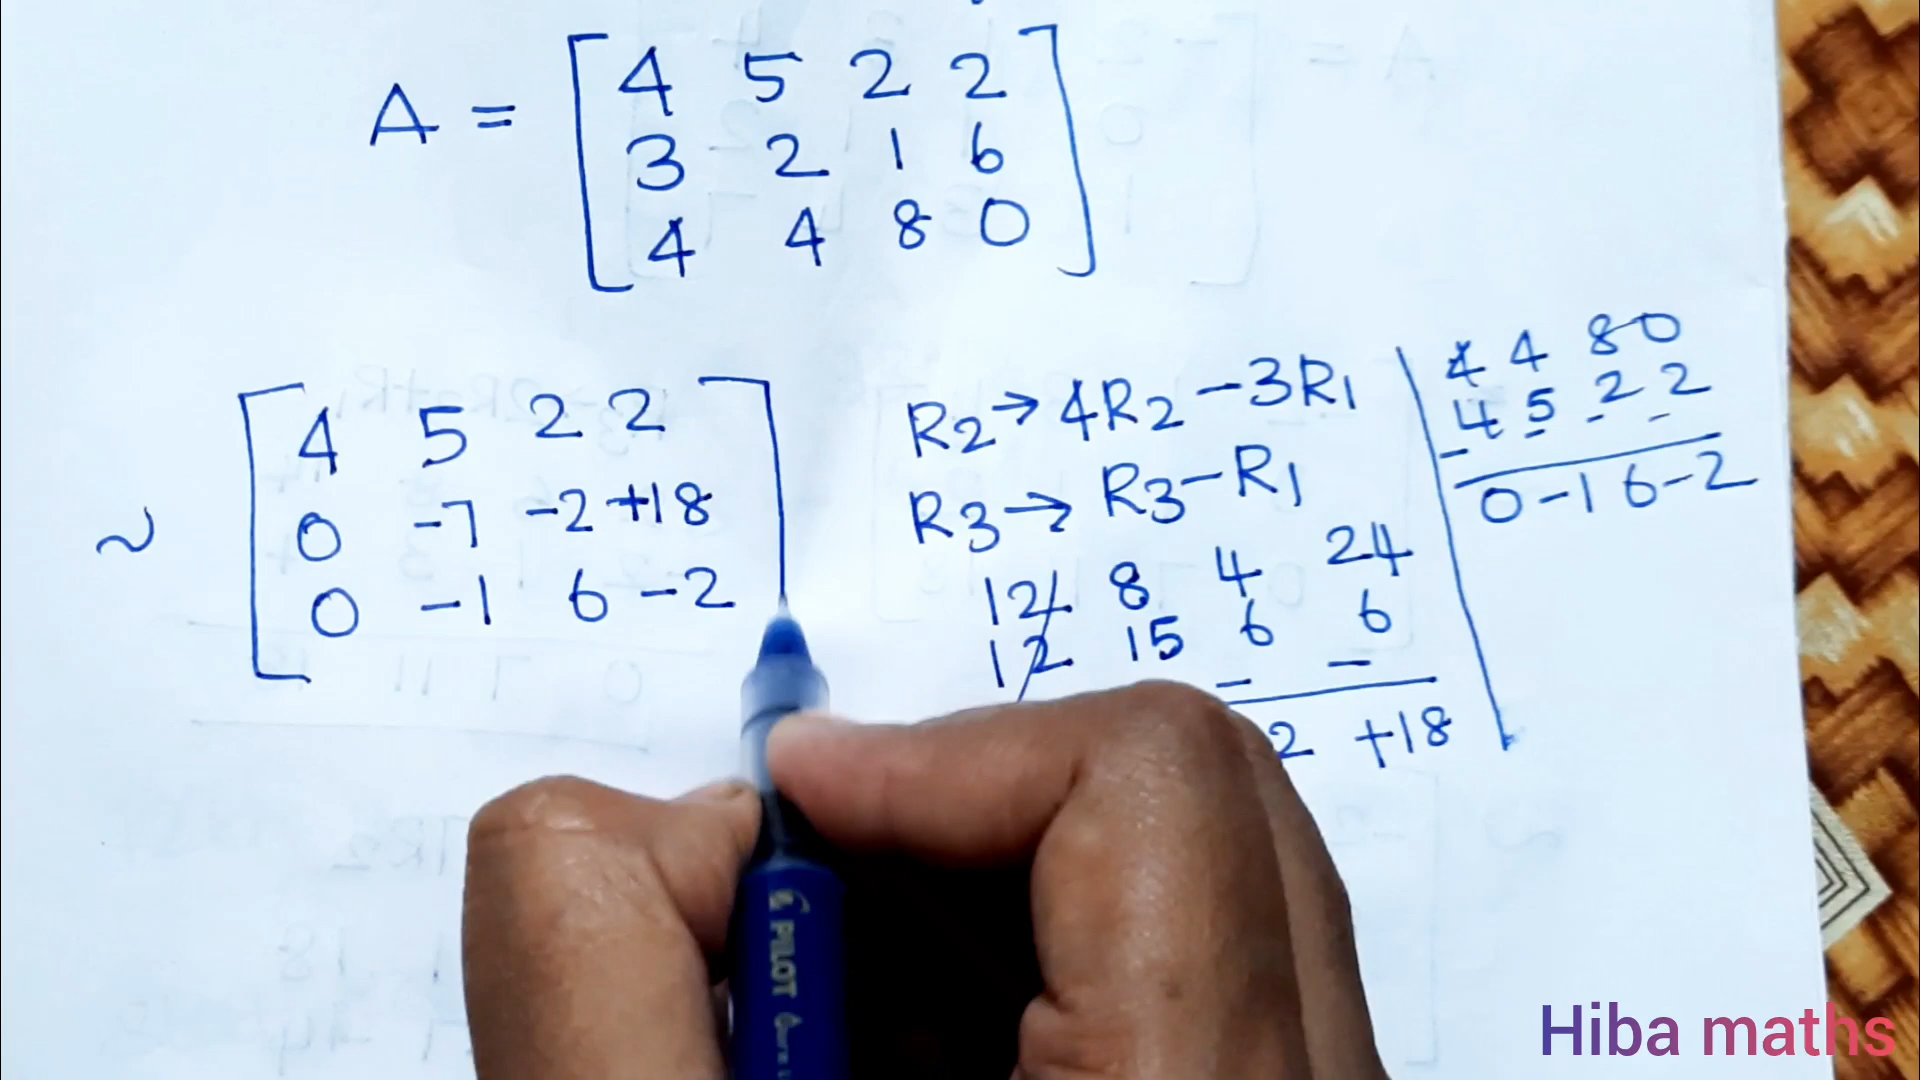 A = [ 4 5 2 2
3 2 1 6
4 4 8 0 ]
~ [ 4 5 2 2
0 -7 -2 +18
0 -1 6 -2 ]
R2 → 4R2 - 3R1
R3 → R3 - R1
12 8 4 24
12 15 6 6
- -
2 +18
4 4 8 0
4 5 2 2
- - - -
0 -1 6 -2
PILOT
Hiba maths